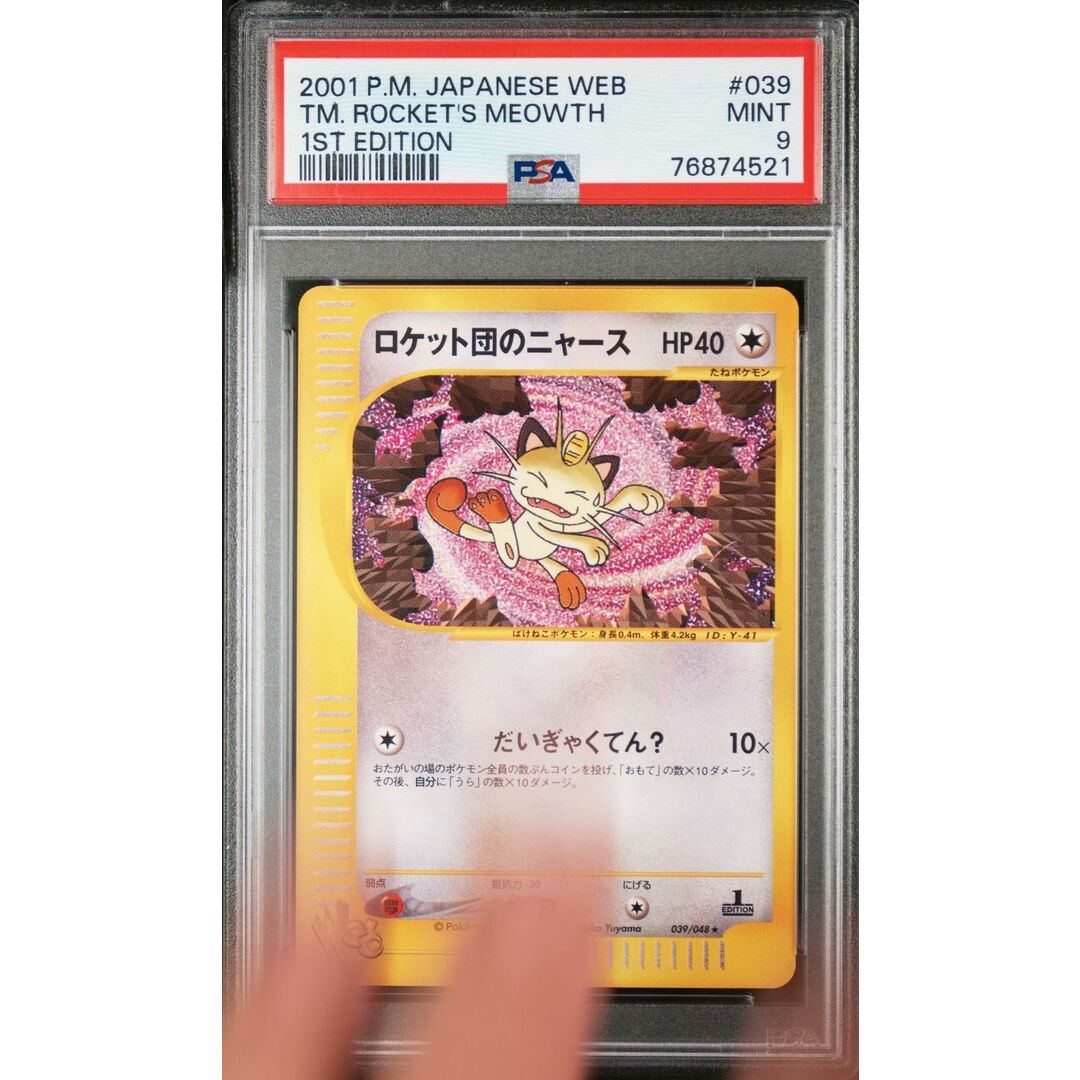 2001 P.M. JAPANESE WEB #039
TM. ROCKET'S MEOWTH MINT
1ST EDITION 9
PSA 76874521
ロケット団のニャース HP40
たねポケモン
ばけねこポケモン：身長0.4m、体重4.2kg ID:Y-41
だいぎゃくてん？ 10×
おたがいの場のポケモン全員の数ぶんコインを投げ、「おもて」の数×10ダメージ。
その後、自分に「うら」の数×10ダメージ。
弱点 抵抗力 -30 にげる
1
EDITION
Web
© Yuyama 039/048★
PSA